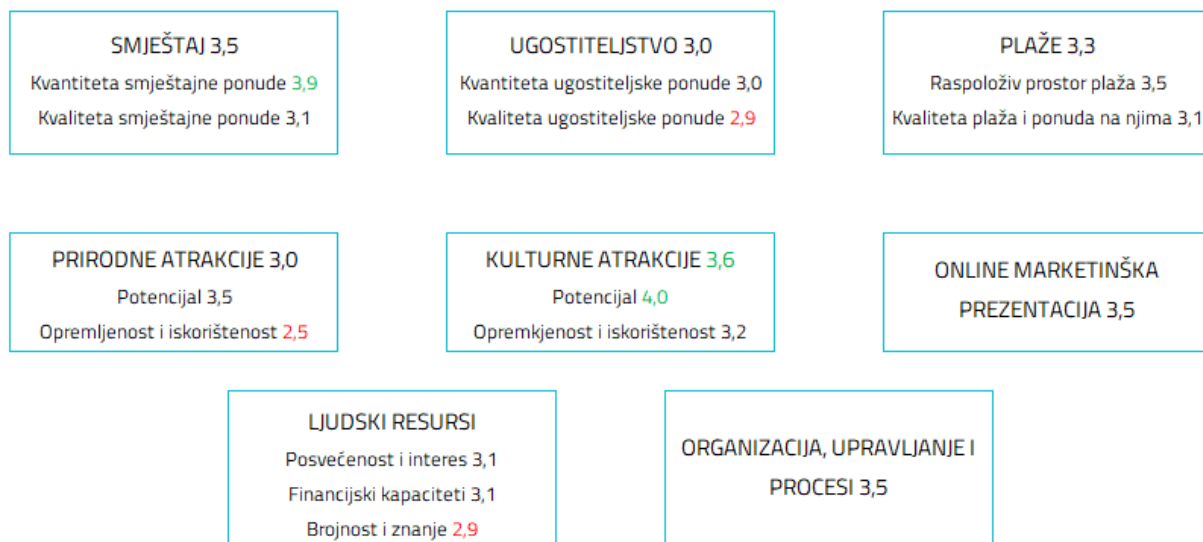 SMJEŠTAJ 3,5
Kvantiteta smještajne ponude 3,9
Kvaliteta smještajne ponude 3,1
UGOSTITELJSTVO 3,0
Kvantiteta ugostiteljske ponude 3,0
Kvaliteta ugostiteljske ponude 2,9
PLAŽE 3,3
Raspoloživ prostor plaža 3,5
Kvaliteta plaža i ponuda na njima 3,1
PRIRODNE ATRAKCIJE 3,0
Potencijal 3,5
Opremljenost i iskorištenost 2,5
KULTURNE ATRAKCIJE 3,6
Potencijal 4,0
Opremkjenost i iskorištenost 3,2
ONLINE MARKETINŠKA
PREZENTACIJA 3,5
LJUDSKI RESURSI
Posvećenost i interes 3,1
Financijski kapaciteti 3,1
Brojnost i znanje 2,9
ORGANIZACIJA, UPRAVLJANJE I
PROCESI 3,5